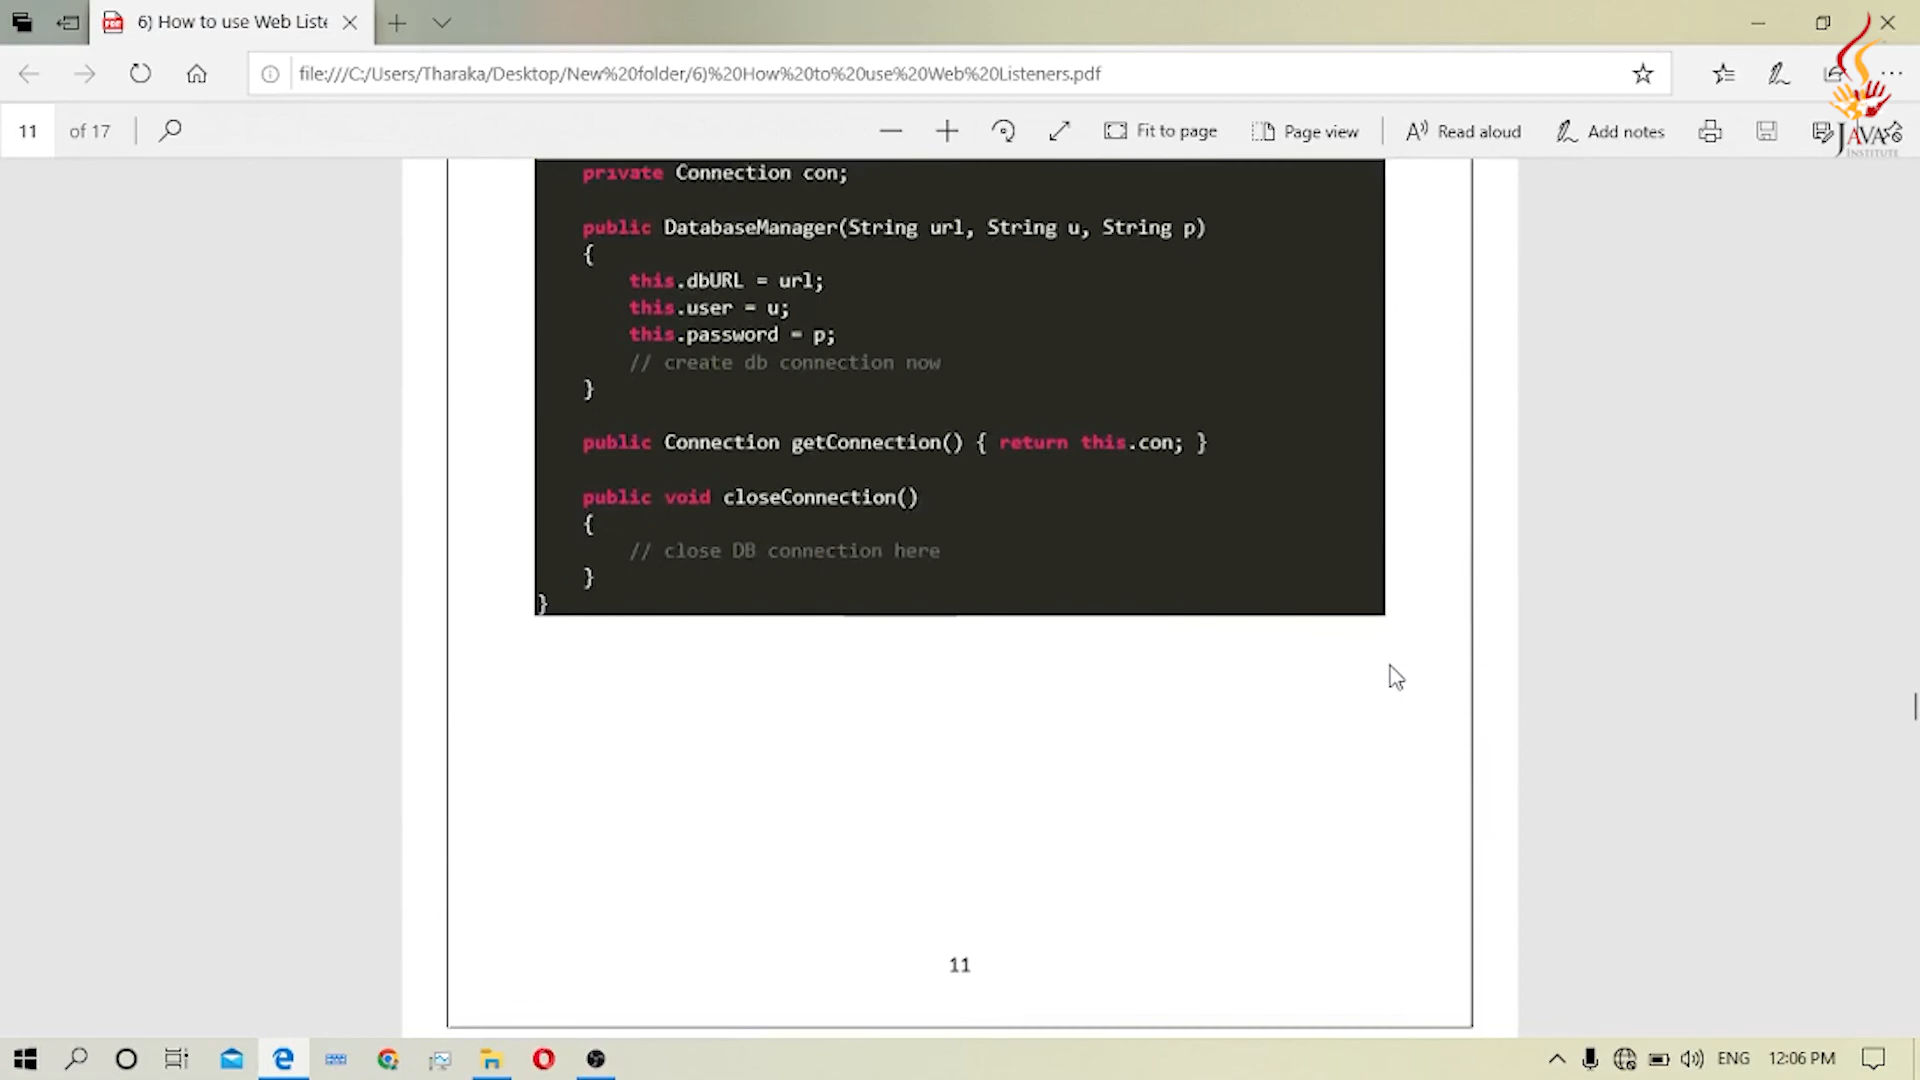 6) How to use Web Liste
file:///C:/Users/Tharaka/Desktop/New%20folder/6)%20How%20to%20use%20Web%20Listeners.pdf
11 of 17
Fit to page
Page view
Read aloud
Add notes
JAVA
INSTITUTE
private Connection con;
public DatabaseManager(String url, String u, String p)
{
this.dbURL = url;
this.user = u;
this.password = p;
// create db connection now
}
public Connection getConnection() { return this.con; }
public void closeConnection()
{
// close DB connection here
}
}
11
ENG
12:06 PM